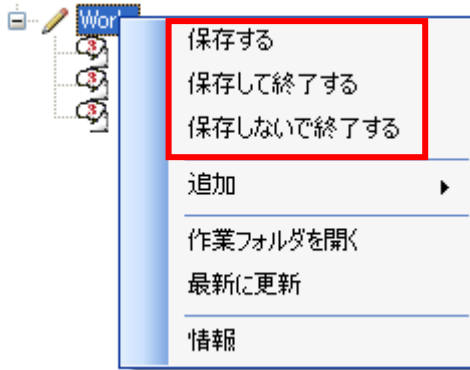 Work
保存する
保存して終了する
保存しないで終了する
追加
作業フォルダを開く
最新に更新
情報